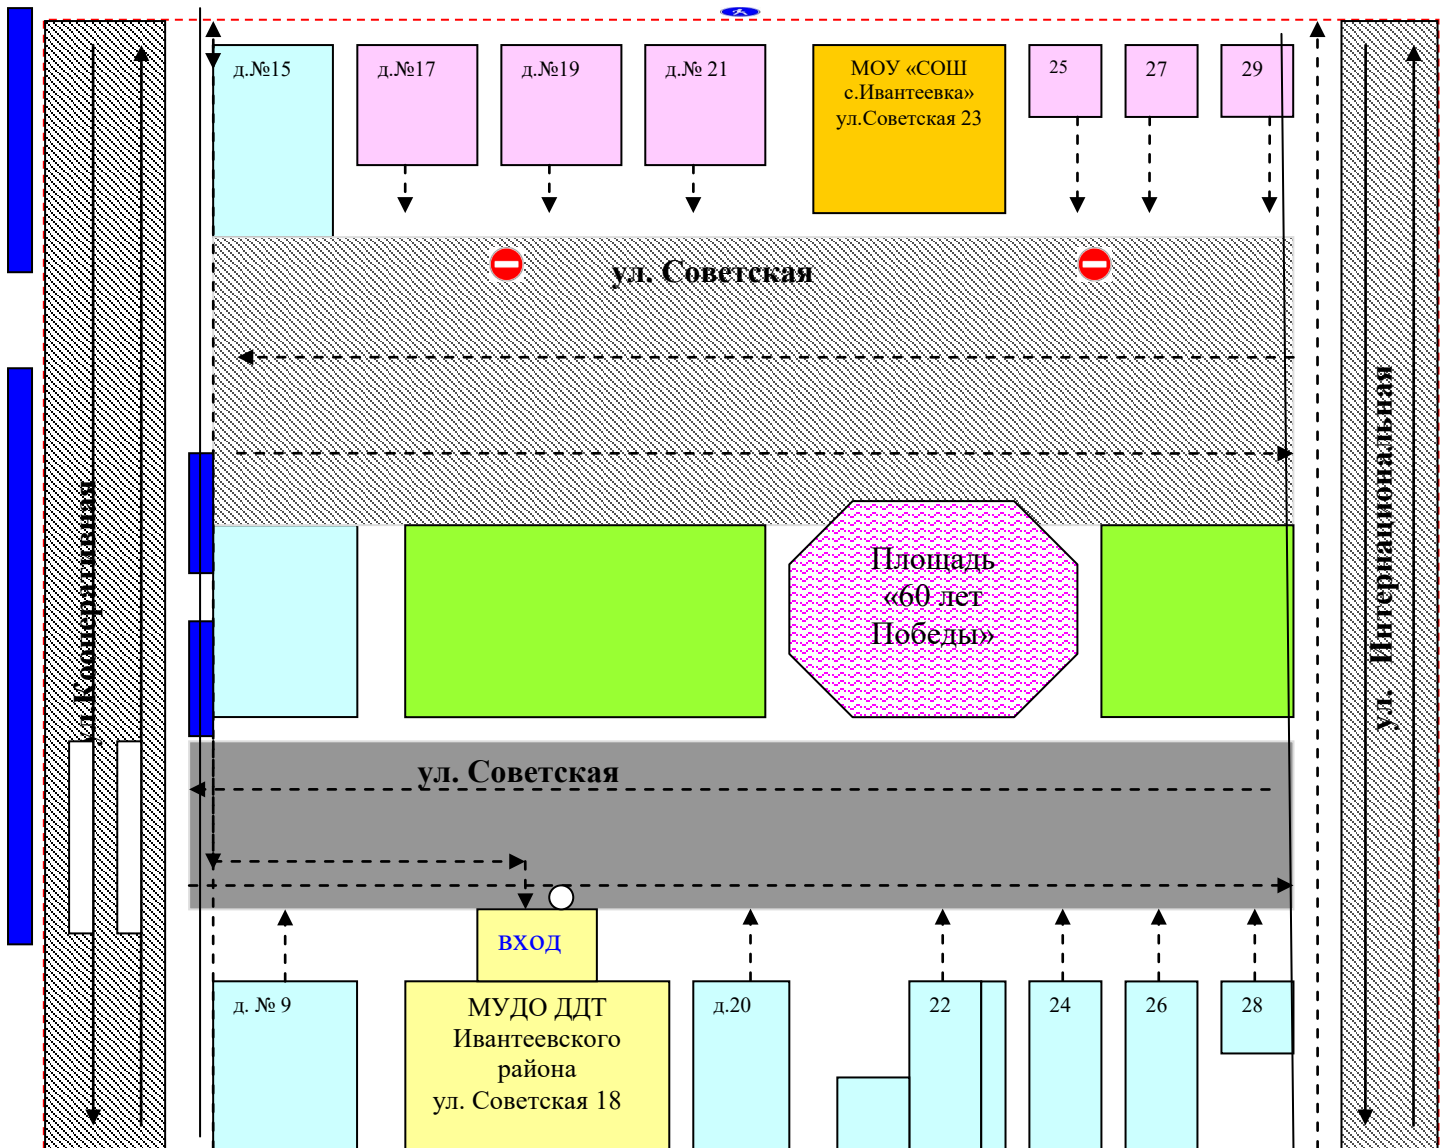 д.№15
д.№17
д.№19
д.№ 21
МОУ «СОШ
с.Ивантеевка»
ул.Советская 23
25
27
29
ул. Советская
ул.Кооперативная
ул. Интернациональная
Площадь
«60 лет
Победы»
ул. Советская
вход
д. № 9
МУДО ДДТ
Ивантеевского
района
ул. Советская 18
д.20
22
24
26
28